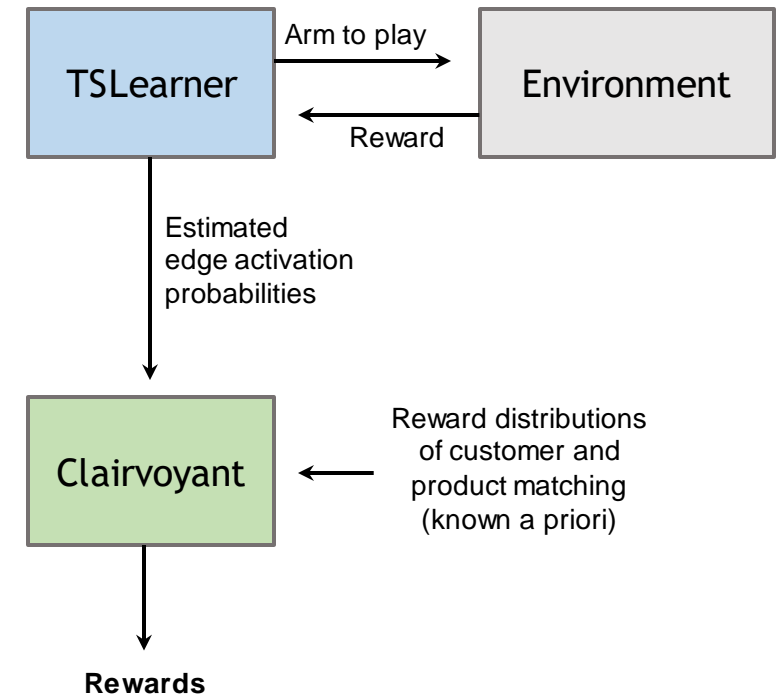 Arm to play
TSLearner
Environment
Reward
Estimated
edge activation
probabilities
Clairvoyant
Reward distributions
of customer and
product matching
(known a priori)
Rewards